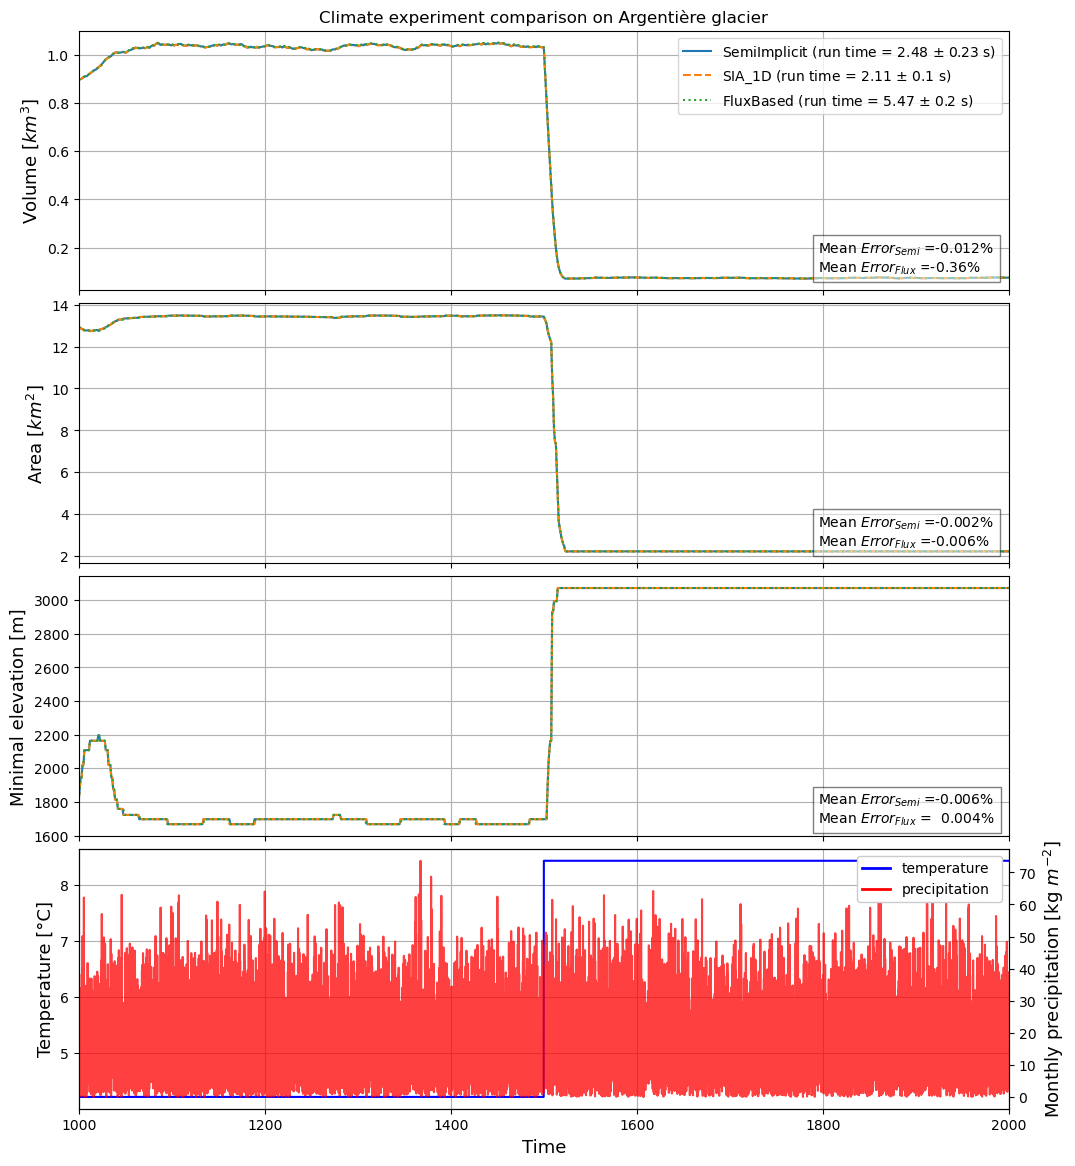 Climate experiment comparison on Argentière glacier
Volume [km³]
1.0
0.8
0.6
0.4
0.2
SemiImplicit (run time = 2.48 ± 0.23 s)
SIA_1D (run time = 2.11 ± 0.1 s)
FluxBased (run time = 5.47 ± 0.2 s)
Mean Error_Semi =-0.012%
Mean Error_Flux =-0.36%
Area [km²]
14
12
10
8
6
4
2
Mean Error_Semi =-0.002%
Mean Error_Flux =-0.006%
Minimal elevation [m]
3000
2800
2600
2400
2200
2000
1800
1600
Mean Error_Semi =-0.006%
Mean Error_Flux = 0.004%
Temperature [°C]
8
7
6
5
temperature
precipitation
70
60
50
40
30
20
10
0
Monthly precipitation [kg m⁻²]
1000 1200 1400 1600 1800 2000
Time